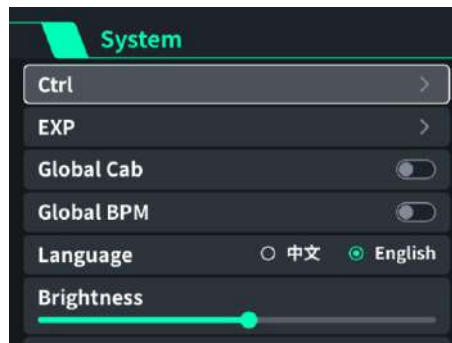 System
Ctrl
EXP
Global Cab
Global BPM
Language 中文 English
Brightness